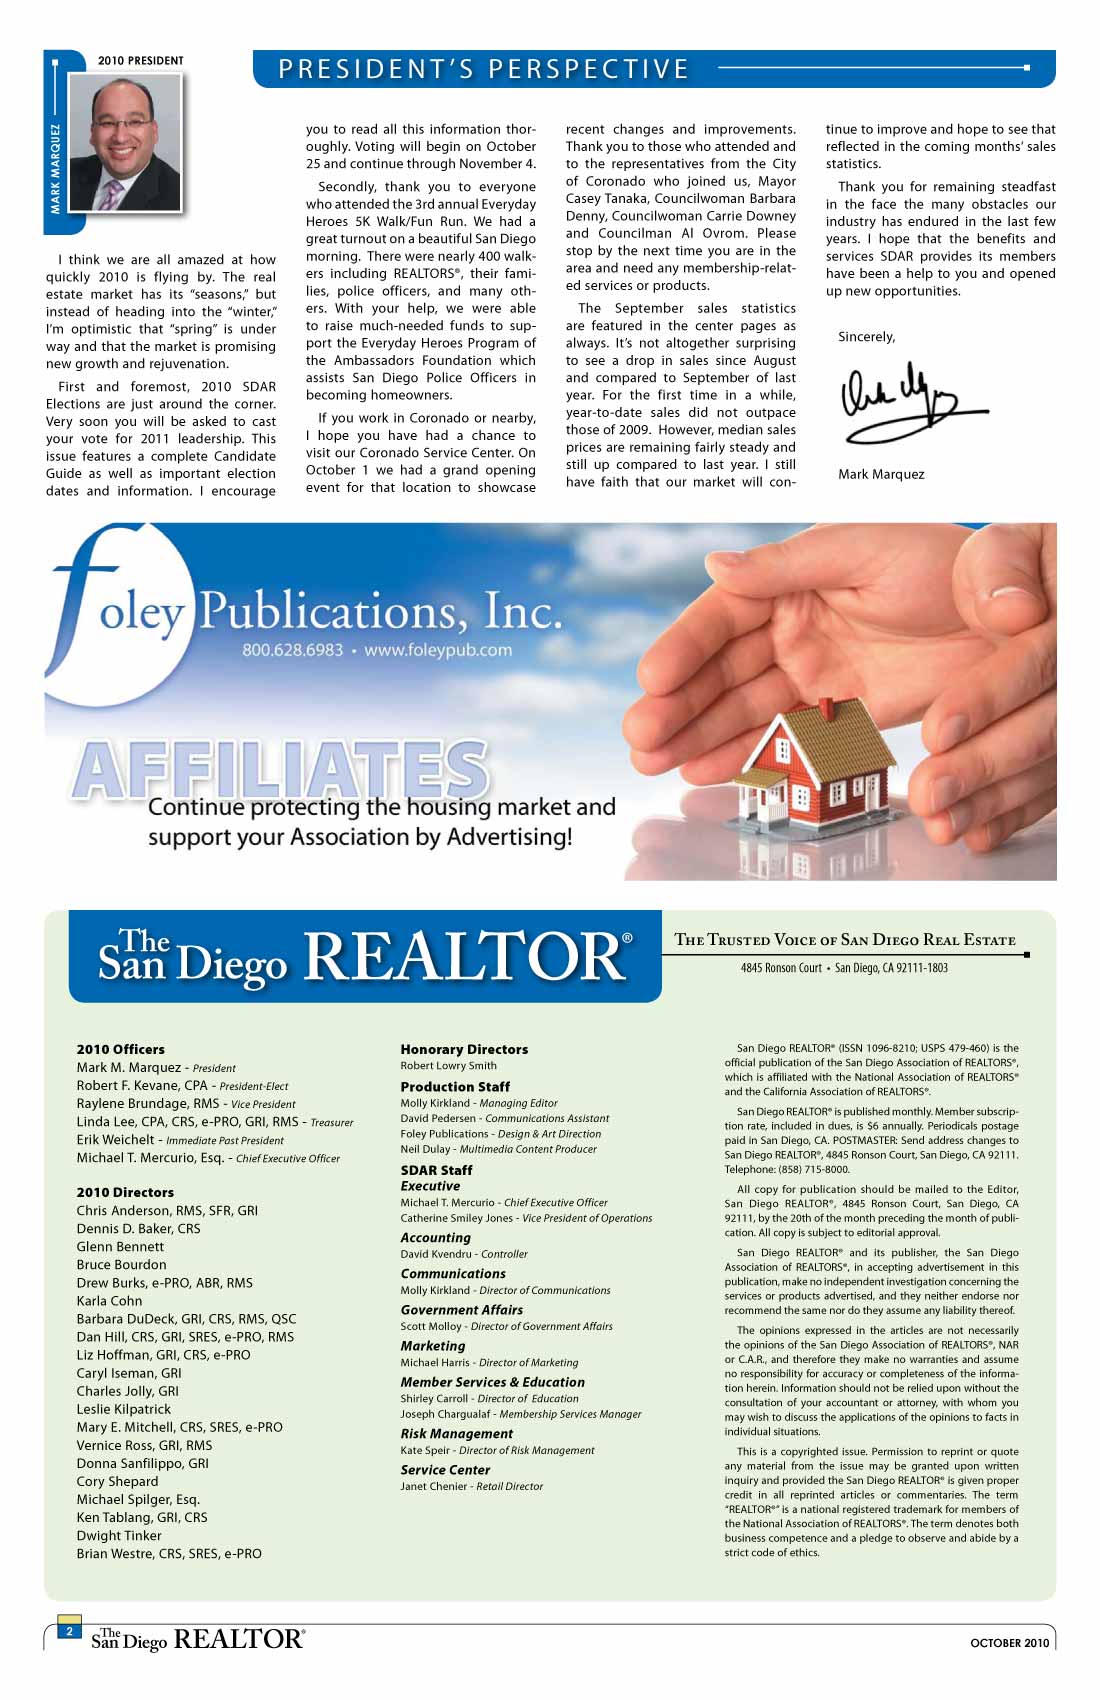 2010 PRESIDENT
MARK MARQUEZ
PRESIDENT'S PERSPECTIVE
I think we are all amazed at how
quickly 2010 is flying by. The real
estate market has its “seasons,” but
instead of heading into the “winter,”
I’m optimistic that “spring” is under
way and that the market is promising
new growth and rejuvenation.
First and foremost, 2010 SDAR
Elections are just around the corner.
Very soon you will be asked to cast
your vote for 2011 leadership. This
issue features a complete Candidate
Guide as well as important election
dates and information. I encourage
you to read all this information thor-
oughly. Voting will begin on October
25 and continue through November 4.
Secondly, thank you to everyone
who attended the 3rd annual Everyday
Heroes 5K Walk/Fun Run. We had a
great turnout on a beautiful San Diego
morning. There were nearly 400 walk-
ers including REALTORS®, their fami-
lies, police officers, and many oth-
ers. With your help, we were able
to raise much-needed funds to sup-
port the Everyday Heroes Program of
the Ambassadors Foundation which
assists San Diego Police Officers in
becoming homeowners.
If you work in Coronado or nearby,
I hope you have had a chance to
visit our Coronado Service Center. On
October 1 we had a grand opening
event for that location to showcase
recent changes and improvements.
Thank you to those who attended and
to the representatives from the City
of Coronado who joined us, Mayor
Casey Tanaka, Councilwoman Barbara
Denny, Councilwoman Carrie Downey
and Councilman Al Ovrom. Please
stop by the next time you are in the
area and need any membership-relat-
ed services or products.
The September sales statistics
are featured in the center pages as
always. It’s not altogether surprising
to see a drop in sales since August
and compared to September of last
year. For the first time in a while,
year-to-date sales did not outpace
those of 2009. However, median sales
prices are remaining fairly steady and
still up compared to last year. I still
have faith that our market will con-
tinue to improve and hope to see that
reflected in the coming months’ sales
statistics.
Thank you for remaining steadfast
in the face the many obstacles our
industry has endured in the last few
years. I hope that the benefits and
services SDAR provides its members
have been a help to you and opened
up new opportunities.
Sincerely,
Mark Marquez
foley Publications, Inc.
800.628.6983 • www.foleypub.com
AFFILIATES
Continue protecting the housing market and
support your Association by Advertising!
The San Diego REALTOR®
The Trusted Voice of San Diego Real Estate
4845 Ronson Court • San Diego, CA 92111-1803
2010 Officers
Mark M. Marquez - President
Robert F. Kevane, CPA - President-Elect
Raylene Brundage, RMS - Vice President
Linda Lee, CPA, CRS, e-PRO, GRI, RMS - Treasurer
Erik Weichelt - Immediate Past President
Michael T. Mercurio, Esq. - Chief Executive Officer
2010 Directors
Chris Anderson, RMS, SFR, GRI
Dennis D. Baker, CRS
Glenn Bennett
Bruce Bourdon
Drew Burks, e-PRO, ABR, RMS
Karla Cohn
Barbara DuDeck, GRI, CRS, RMS, QSC
Dan Hill, CRS, GRI, SRES, e-PRO, RMS
Liz Hoffman, GRI, CRS, e-PRO
Caryl Iseman, GRI
Charles Jolly, GRI
Leslie Kilpatrick
Mary E. Mitchell, CRS, SRES, e-PRO
Vernice Ross, GRI, RMS
Donna Sanfilippo, GRI
Cory Shepard
Michael Spilger, Esq.
Ken Tablang, GRI, CRS
Dwight Tinker
Brian Westre, CRS, SRES, e-PRO
Honorary Directors
Robert Lowry Smith
Production Staff
Molly Kirkland - Managing Editor
David Pedersen - Communications Assistant
Foley Publications - Design & Art Direction
Neil Dulay - Multimedia Content Producer
SDAR Staff
Executive
Michael T. Mercurio - Chief Executive Officer
Catherine Smiley Jones - Vice President of Operations
Accounting
David Kvendru - Controller
Communications
Molly Kirkland - Director of Communications
Government Affairs
Scott Molloy - Director of Government Affairs
Marketing
Michael Harris - Director of Marketing
Member Services & Education
Shirley Carroll - Director of Education
Joseph Chargualaf - Membership Services Manager
Risk Management
Kate Speir - Director of Risk Management
Service Center
Janet Chenier - Retail Director
San Diego REALTOR® (ISSN 1096-8210; USPS 479-460) is the
official publication of the San Diego Association of REALTORS®,
which is affiliated with the National Association of REALTORS®
and the California Association of REALTORS®.
San Diego REALTOR® is published monthly. Member subscrip-
tion rate, included in dues, is $6 annually. Periodicals postage
paid in San Diego, CA. POSTMASTER: Send address changes to
San Diego REALTOR®, 4845 Ronson Court, San Diego, CA 92111.
Telephone: (858) 715-8000.
All copy for publication should be mailed to the Editor,
San Diego REALTOR®, 4845 Ronson Court, San Diego, CA
92111, by the 20th of the month preceding the month of publi-
cation. All copy is subject to editorial approval.
San Diego REALTOR® and its publisher, the San Diego
Association of REALTORS®, in accepting advertisement in this
publication, make no independent investigation concerning the
services or products advertised, and they neither endorse nor
recommend the same nor do they assume any liability thereof.
The opinions expressed in the articles are not necessarily
the opinions of the San Diego Association of REALTORS®, NAR
or C.A.R., and therefore they make no warranties and assume
no responsibility for accuracy or completeness of the informa-
tion herein. Information should not be relied upon without the
consultation of your accountant or attorney, with whom you
may wish to discuss the applications of the opinions to facts in
individual situations.
This is a copyrighted issue. Permission to reprint or quote
any material from the issue may be granted upon written
inquiry and provided the San Diego REALTOR® is given proper
credit in all reprinted articles or commentaries. The term
“REALTOR®” is a national registered trademark for members of
the National Association of REALTORS®. The term denotes both
business competence and a pledge to observe and abide by a
strict code of ethics.
2
The San Diego REALTOR®
OCTOBER 2010